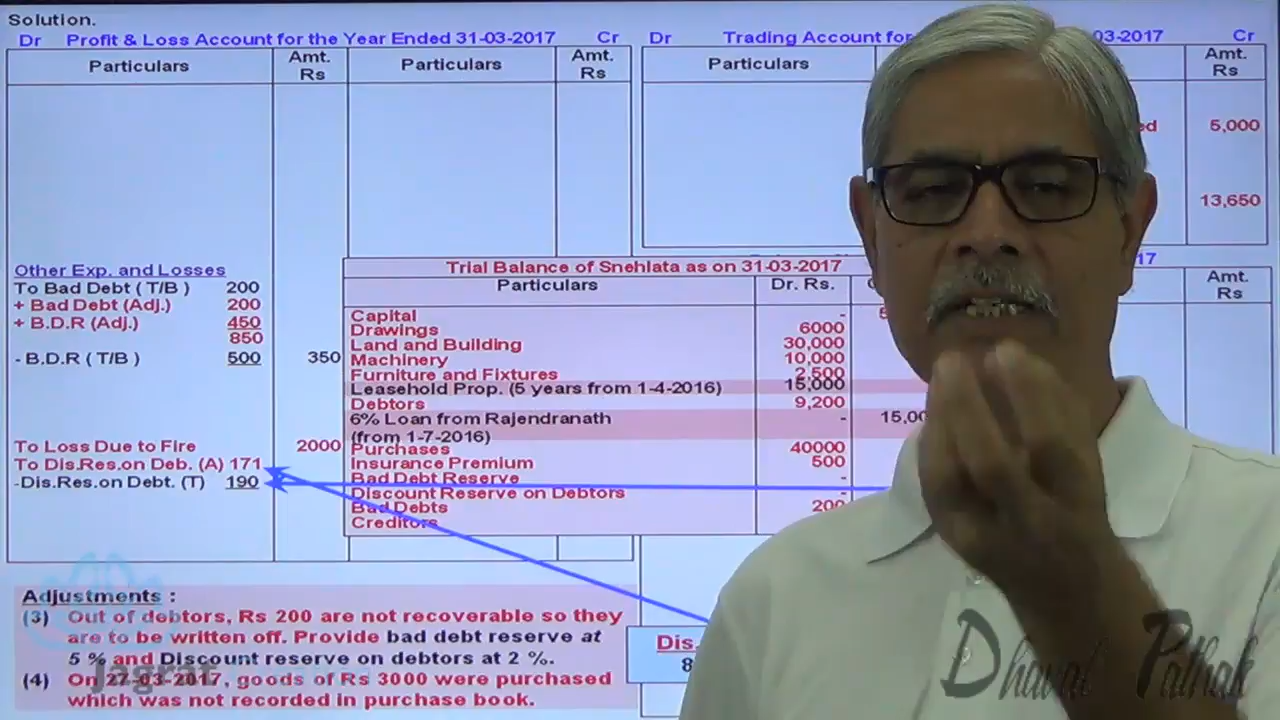 Solution.
Dr Profit & Loss Account for the Year Ended 31-03-2017 Cr
Particulars Amt. Rs Particulars Amt. Rs
Other Exp. and Losses
To Bad Debt ( T/B ) 200
+ Bad Debt (Adj.) 200
+ B.D.R (Adj.) 450
850
- B.D.R ( T/B ) 500 350
To Loss Due to Fire 2000
To Dis.Res.on Deb. (A) 171
-Dis.Res.on Debt. (T) 190
Dr Trading Account for 03-2017 Cr
Particulars Amt. Rs
5,000
13,650
Amt. Rs
Trial Balance of Snehlata as on 31-03-2017
Particulars Dr. Rs.
Capital -
Drawings 6000
Land and Building 30,000
Machinery 10,000
Furniture and Fixtures 2,500
Leasehold Prop. (5 years from 1-4-2016) 15,000
Debtors 9,200
6% Loan from Rajendranath - 15,00
(from 1-7-2016)
Purchases 40000
Insurance Premium 500
Bad Debt Reserve -
Discount Reserve on Debtors -
Bad Debts 200
Creditors
Adjustments :
(3) Out of debtors, Rs 200 are not recoverable so they
are to be written off. Provide bad debt reserve at
5 % and Discount reserve on debtors at 2 %.
(4) On 27-03-2017, goods of Rs 3000 were purchased
which was not recorded in purchase book.
Dis.
8
Jagrat
Dhaval Pathak